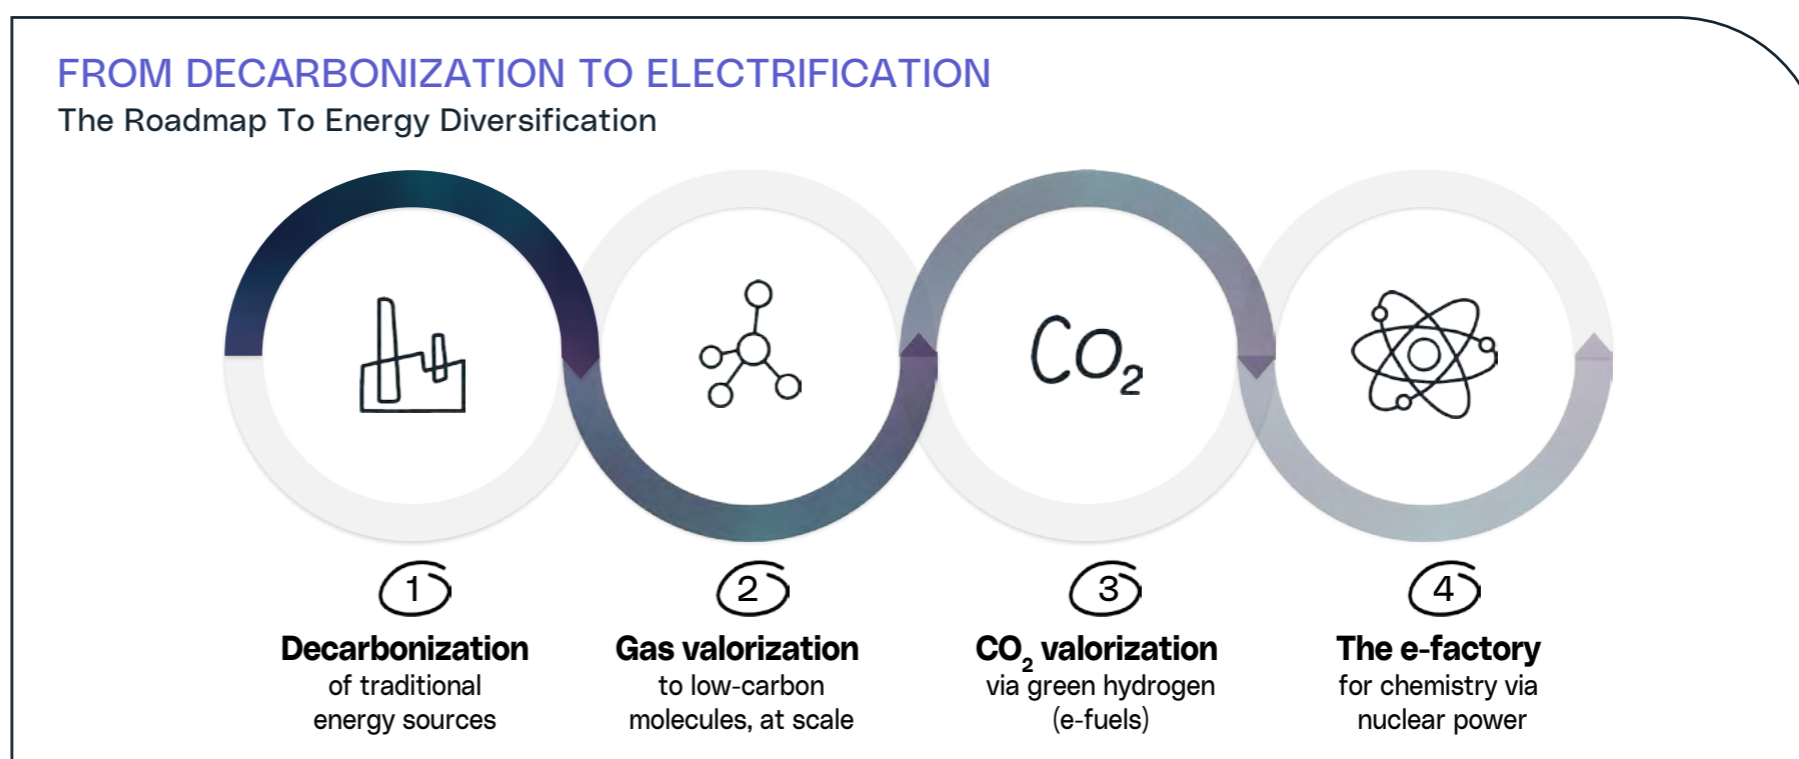 FROM DECARBONIZATION TO ELECTRIFICATION
The Roadmap To Energy Diversification
CO₂
1
Decarbonization
of traditional
energy sources
2
Gas valorization
to low-carbon
molecules, at scale
3
CO₂ valorization
via green hydrogen
(e-fuels)
4
The e-factory
for chemistry via
nuclear power